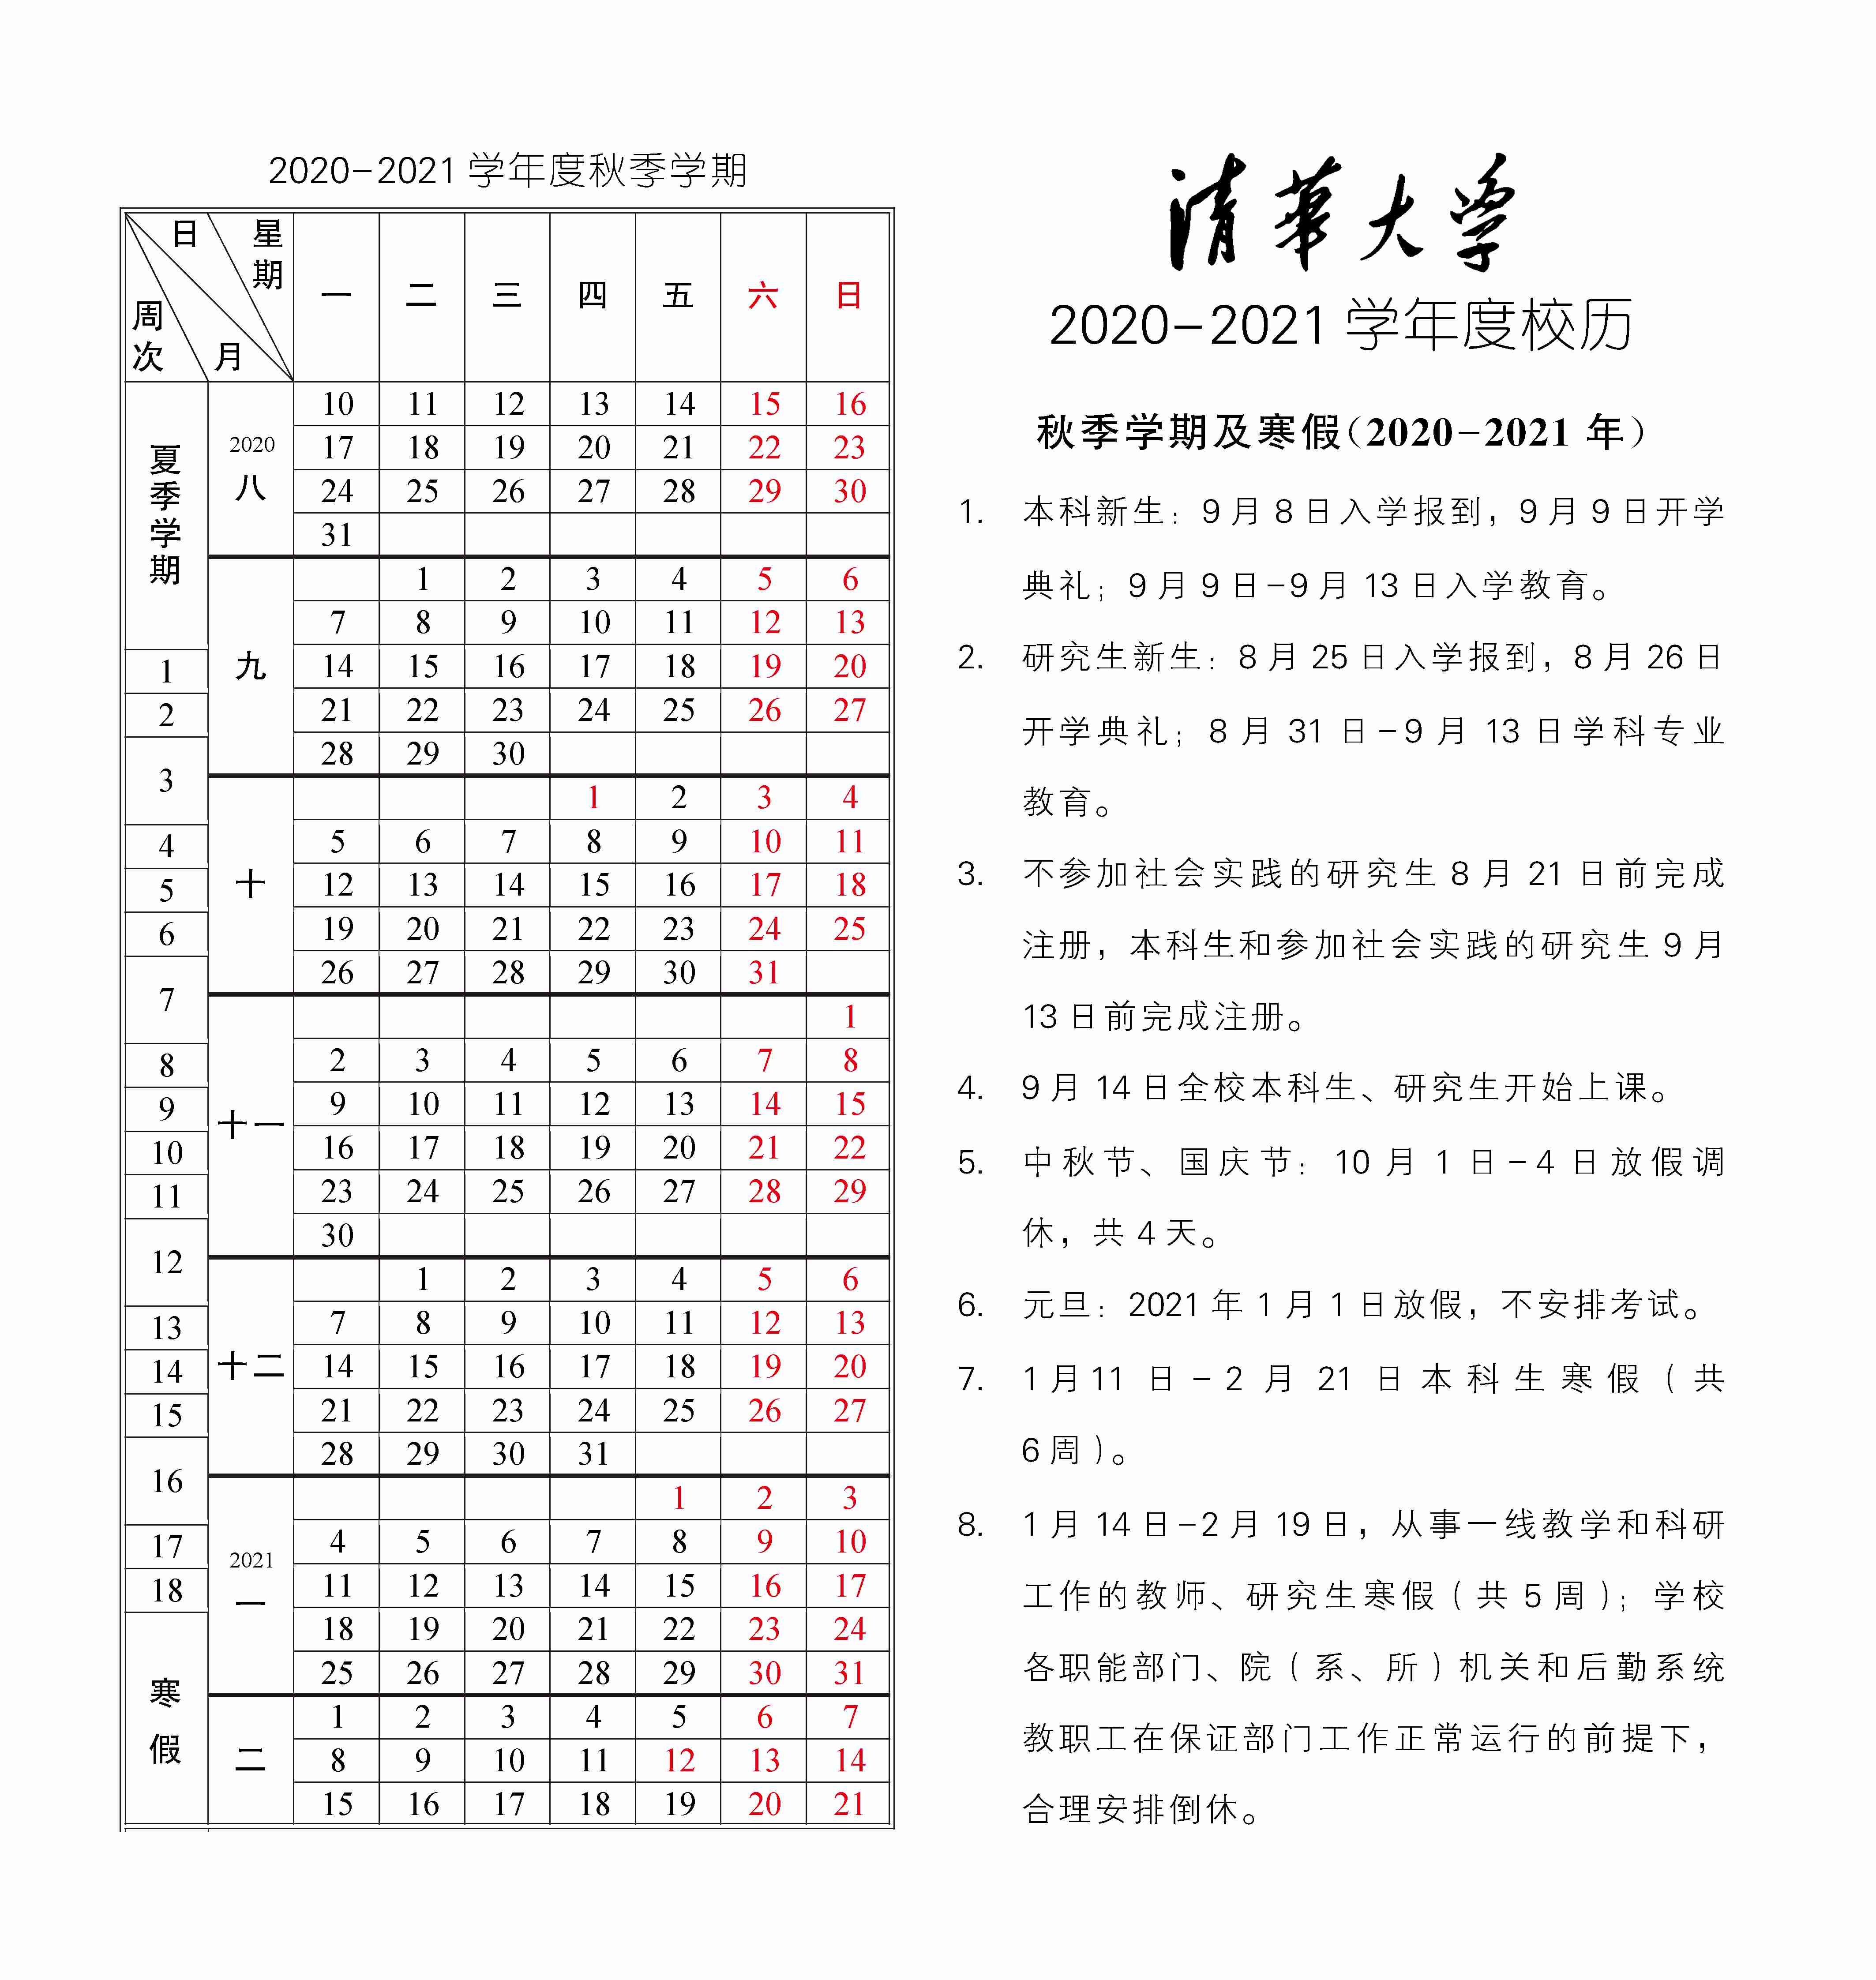 2020-2021 学年度秋季学期
日 星期 周次 月 一 二 三 四 五 六 日
夏季学期 2020 八 10 11 12 13 14 15 16
17 18 19 20 21 22 23
24 25 26 27 28 29 30
31
九 1 2 3 4 5 6
7 8 9 10 11 12 13
1 14 15 16 17 18 19 20
2 21 22 23 24 25 26 27
3 28 29 30
十 1 2 3 4
4 5 6 7 8 9 10 11
5 12 13 14 15 16 17 18
6 19 20 21 22 23 24 25
7 26 27 28 29 30 31
十一 1
8 2 3 4 5 6 7 8
9 9 10 11 12 13 14 15
10 16 17 18 19 20 21 22
11 23 24 25 26 27 28 29
12 30
十二 1 2 3 4 5 6
13 7 8 9 10 11 12 13
14 14 15 16 17 18 19 20
15 21 22 23 24 25 26 27
16 28 29 30 31
2021 一 1 2 3
17 4 5 6 7 8 9 10
18 11 12 13 14 15 16 17
寒假 18 19 20 21 22 23 24
25 26 27 28 29 30 31
二 1 2 3 4 5 6 7
8 9 10 11 12 13 14
15 16 17 18 19 20 21
清華大学
2020-2021 学年度校历
秋季学期及寒假(2020-2021 年)
1. 本科新生：9 月 8 日入学报到，9 月 9 日开学
典礼；9 月 9 日-9 月 13 日入学教育。
2. 研究生新生：8 月 25 日入学报到，8 月 26 日
开学典礼；8 月 31 日-9 月 13 日学科专业
教育。
3. 不参加社会实践的研究生 8 月 21 日前完成
注册，本科生和参加社会实践的研究生 9 月
13 日前完成注册。
4. 9 月 14 日全校本科生、研究生开始上课。
5. 中秋节、国庆节：10 月 1 日-4 日放假调
休，共 4 天。
6. 元旦：2021 年 1 月 1 日放假，不安排考试。
7. 1 月 11 日-2 月 21 日本科生寒假（共
6 周）。
8. 1 月 14 日-2 月 19 日，从事一线教学和科研
工作的教师、研究生寒假（共 5 周）；学校
各职能部门、院（系、所）机关和后勤系统
教职工在保证部门工作正常运行的前提下，
合理安排倒休。